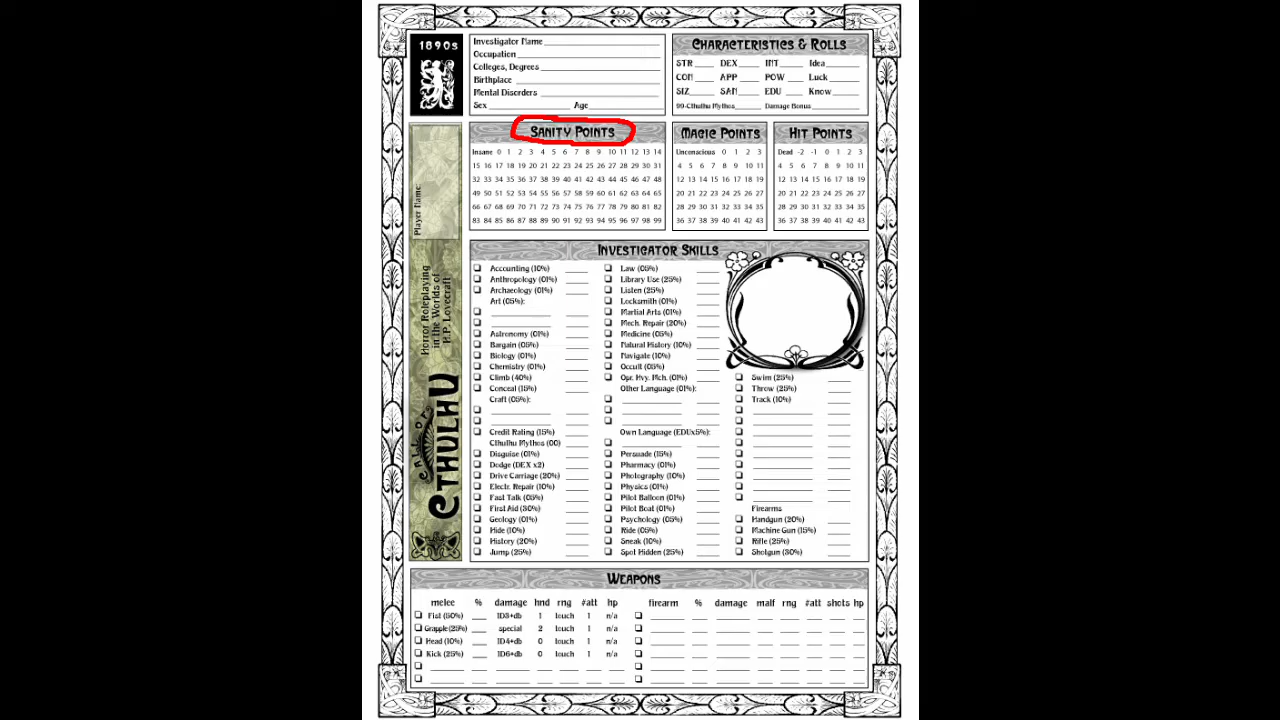 1890s
Investigator Name
Occupation
Colleges, Degrees
Birthplace
Mental Disorders
Sex Age
Characteristics & Rolls
STR DEX INT Idea
CON APP POW Luck
SIZ SAN EDU Know
99-Cthulhu Mythos Damage Bonus
Player Name:
Horror Roleplaying
in the Worlds of
H.P. Lovecraft
Call of
Cthulhu
Sanity Points
Insane 0 1 2 3 4 5 6 7 8 9 10 11 12 13 14
15 16 17 18 19 20 21 22 23 24 25 26 27 28 29 30 31
32 33 34 35 36 37 38 39 40 41 42 43 44 45 46 47 48
49 50 51 52 53 54 55 56 57 58 59 60 61 62 63 64 65
66 67 68 69 70 71 72 73 74 75 76 77 78 79 80 81 82
83 84 85 86 87 88 89 90 91 92 93 94 95 96 97 98 99
Magic Points
Unconscious 0 1 2 3
4 5 6 7 8 9 10 11
12 13 14 15 16 17 18 19
20 21 22 23 24 25 26 27
28 29 30 31 32 33 34 35
36 37 38 39 40 41 42 43
Hit Points
Dead -2 -1 0 1 2 3
4 5 6 7 8 9 10 11
12 13 14 15 16 17 18 19
20 21 22 23 24 25 26 27
28 29 30 31 32 33 34 35
36 37 38 39 40 41 42 43
Investigator Skills
Accounting (10%)
Anthropology (01%)
Archaeology (01%)
Art (05%):
Astronomy (01%)
Bargain (05%)
Biology (01%)
Chemistry (01%)
Climb (40%)
Conceal (15%)
Craft (05%):
Credit Rating (15%)
Cthulhu Mythos (00)
Disguise (01%)
Dodge (DEX x2)
Drive Carriage (20%)
Electr. Repair (10%)
Fast Talk (05%)
First Aid (30%)
Geology (01%)
Hide (10%)
History (20%)
Jump (25%)
Law (05%)
Library Use (25%)
Listen (25%)
Locksmith (01%)
Martial Arts (01%)
Mech. Repair (20%)
Medicine (05%)
Natural History (10%)
Navigate (10%)
Occult (05%)
Opr. Hvy. Mch. (01%)
Other Language (01%):
Own Language (EDUx5%):
Persuade (15%)
Pharmacy (01%)
Photography (10%)
Physics (01%)
Pilot Balloon (01%)
Pilot Boat (01%)
Psychology (05%)
Ride (05%)
Sneak (10%)
Spot Hidden (25%)
Swim (25%)
Throw (25%)
Track (10%)
Firearms
Handgun (20%)
Machine Gun (15%)
Rifle (25%)
Shotgun (30%)
Weapons
melee % damage hnd rng #att hp
Fist (50%) 1D3+db 1 touch 1 n/a
Grapple (25%) special 2 touch 1 n/a
Head (10%) 1D4+db 0 touch 1 n/a
Kick (25%) 1D6+db 0 touch 1 n/a
firearm % damage malf rng #att shots hp